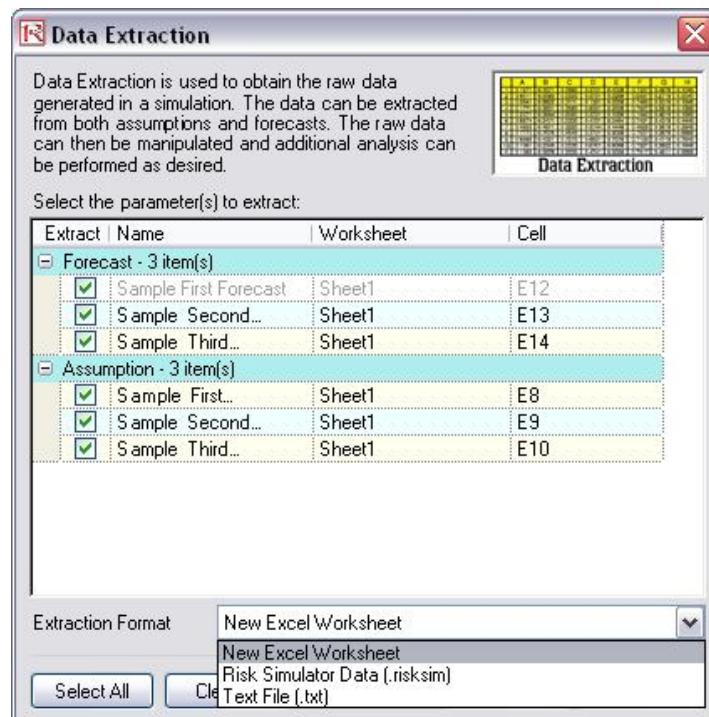 Data Extraction
Data Extraction is used to obtain the raw data
generated in a simulation. The data can be extracted
from both assumptions and forecasts. The raw data
can then be manipulated and additional analysis can
be performed as desired.
Data Extraction
Select the parameter(s) to extract:
Extract Name Worksheet Cell
Forecast - 3 item(s)
Sample First Forecast Sheet1 E12
Sample Second... Sheet1 E13
Sample Third... Sheet1 E14
Assumption - 3 item(s)
Sample First... Sheet1 E8
Sample Second... Sheet1 E9
Sample Third... Sheet1 E10
Extraction Format New Excel Worksheet
New Excel Worksheet
Risk Simulator Data (.risksim)
Text File (.txt)
Select All